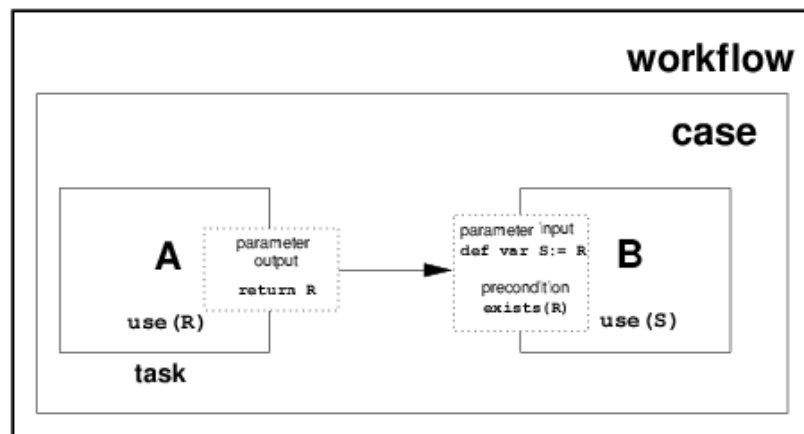 workflow
case
A
parameter
output
return R
use(R)
task
parameter input
def var S:= R
precondition
exists(R)
B
use(S)